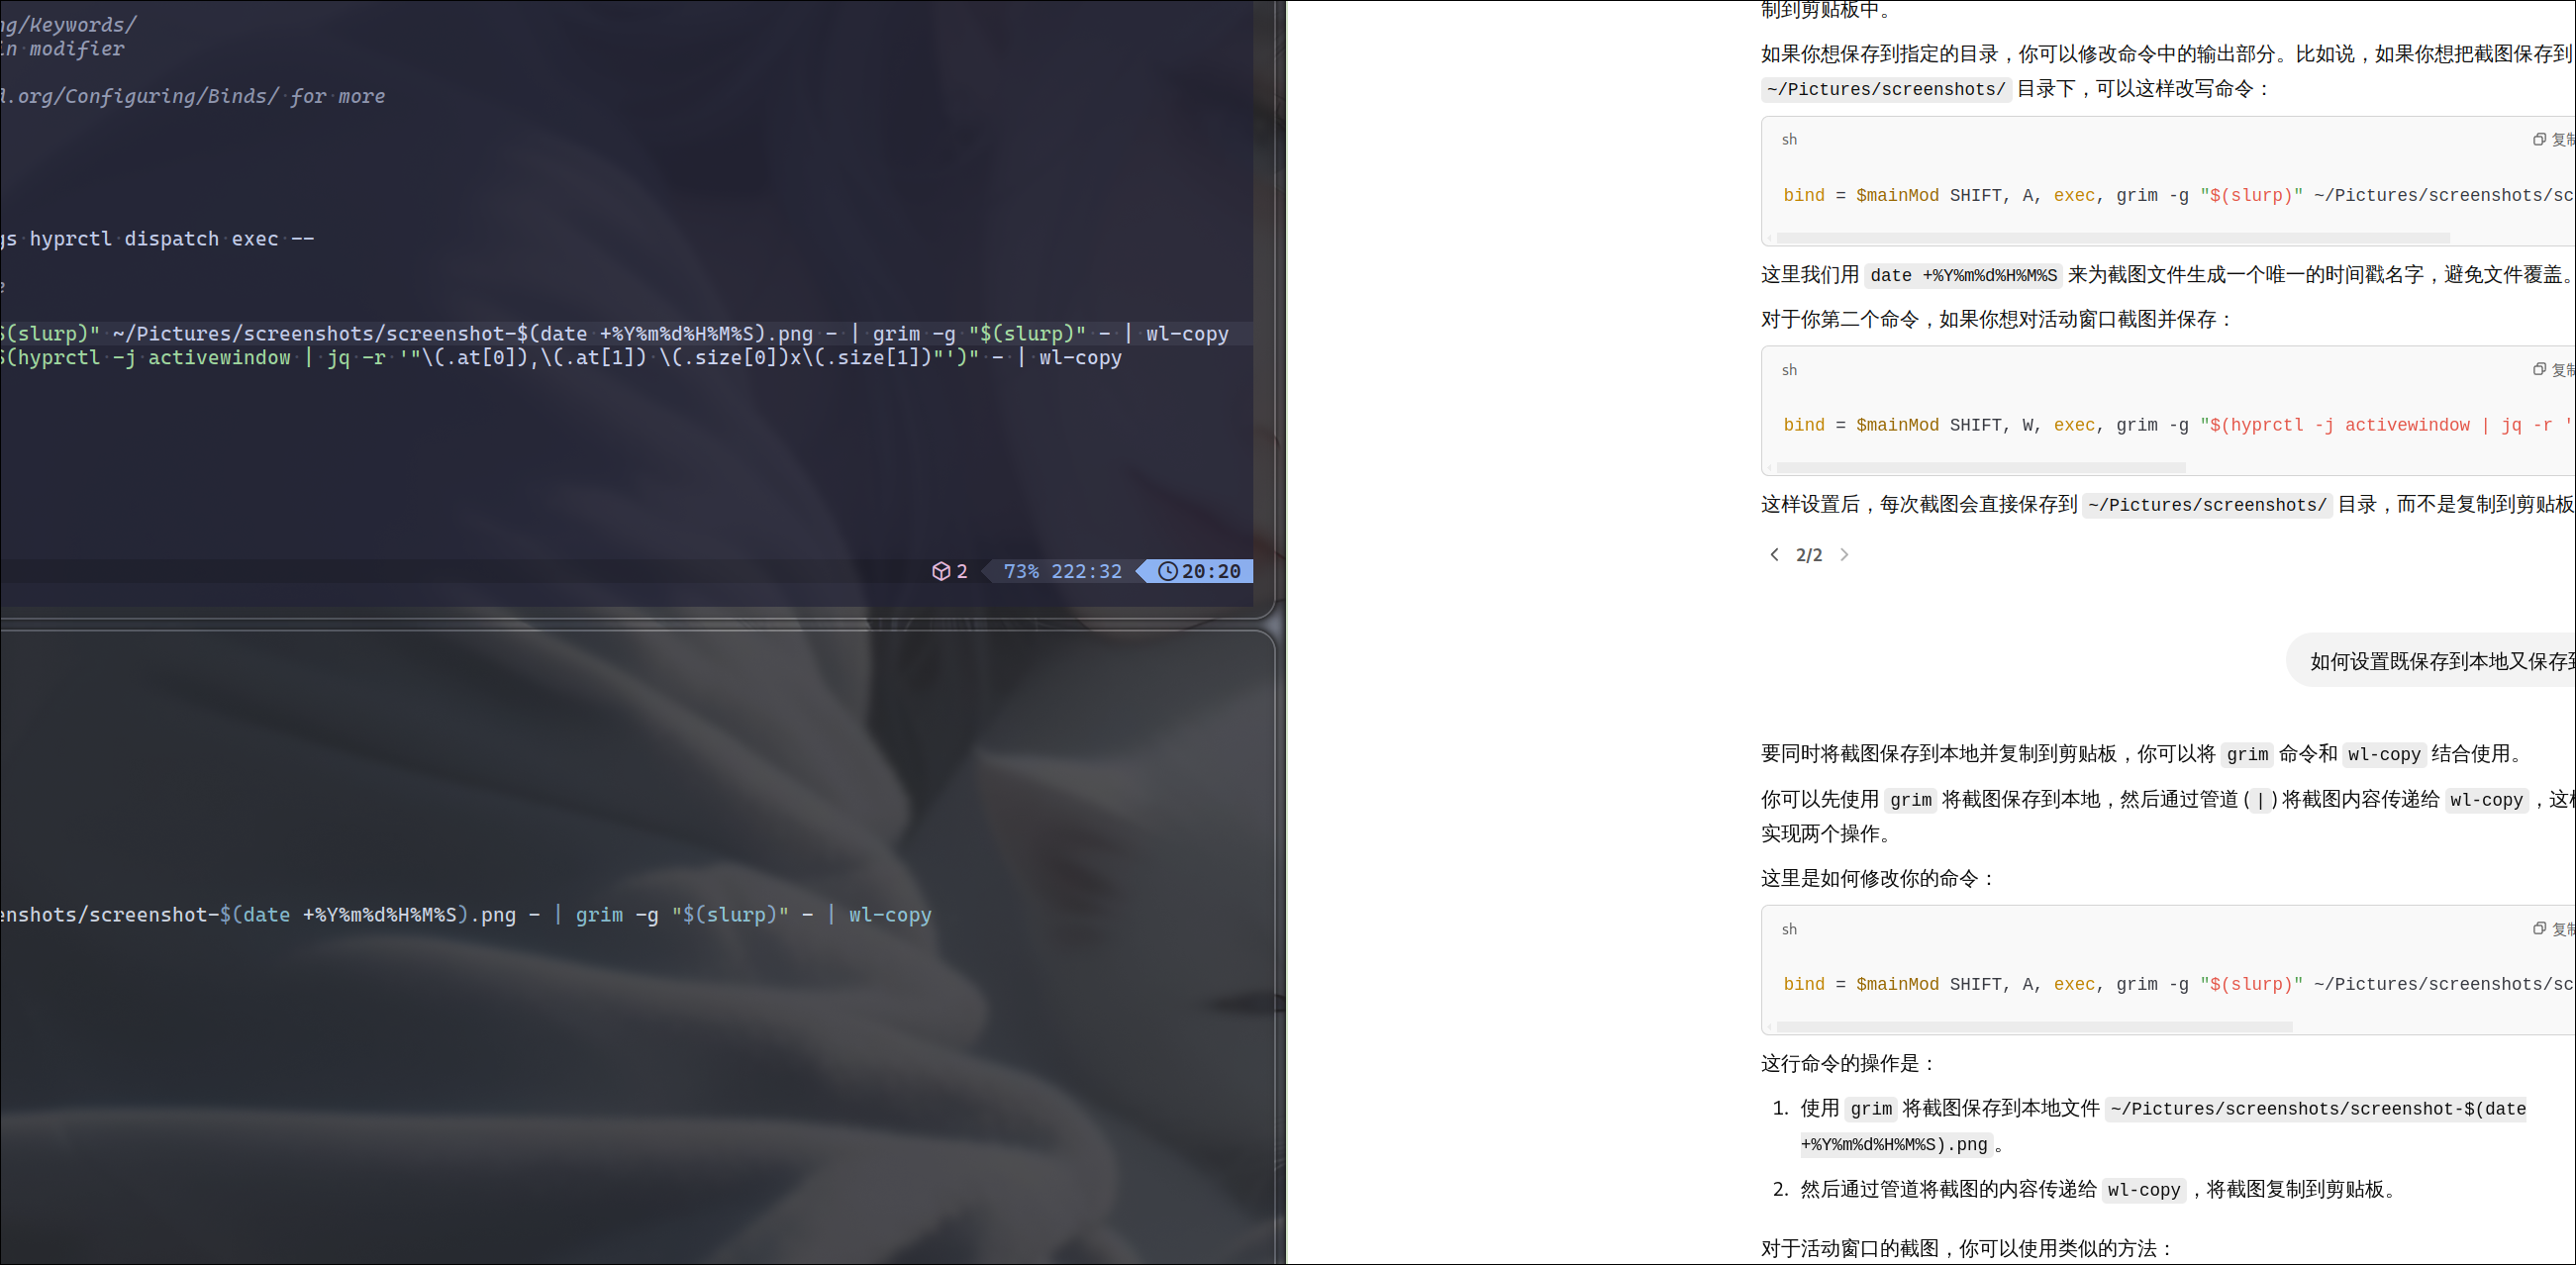 ng/Keywords/
in modifier
d.org/Configuring/Binds/ for more
gs hyprctl dispatch exec --
e
$(slurp)" ~/Pictures/screenshots/screenshot-$(date +%Y%m%d%H%M%S).png - | grim -g "$(slurp)" - | wl-copy
$(hyprctl -j activewindow | jq -r '"\(.at[0]),\(.at[1]) \(.size[0])x\(.size[1])"')" - | wl-copy
2 73% 222:32 20:20
enshots/screenshot-$(date +%Y%m%d%H%M%S).png - | grim -g "$(slurp)" - | wl-copy
制到剪贴板中。
如果你想保存到指定的目录，你可以修改命令中的输出部分。比如说，如果你想把截图保存到
~/Pictures/screenshots/ 目录下，可以这样改写命令：
sh 复制
bind = $mainMod SHIFT, A, exec, grim -g "$(slurp)" ~/Pictures/screenshots/sc
这里我们用 date +%Y%m%d%H%M%S 来为截图文件生成一个唯一的时间戳名字，避免文件覆盖。
对于你第二个命令，如果你想对活动窗口截图并保存：
sh 复制
bind = $mainMod SHIFT, W, exec, grim -g "$(hyprctl -j activewindow | jq -r '
这样设置后，每次截图会直接保存到 ~/Pictures/screenshots/ 目录，而不是复制到剪贴板
2/2
如何设置既保存到本地又保存到
要同时将截图保存到本地并复制到剪贴板，你可以将 grim 命令和 wl-copy 结合使用。
你可以先使用 grim 将截图保存到本地，然后通过管道 (|) 将截图内容传递给 wl-copy，这样
实现两个操作。
这里是如何修改你的命令：
sh 复制
bind = $mainMod SHIFT, A, exec, grim -g "$(slurp)" ~/Pictures/screenshots/sc
这行命令的操作是：
1. 使用 grim 将截图保存到本地文件 ~/Pictures/screenshots/screenshot-$(date
+%Y%m%d%H%M%S).png。
2. 然后通过管道将截图的内容传递给 wl-copy，将截图复制到剪贴板。
对于活动窗口的截图，你可以使用类似的方法：